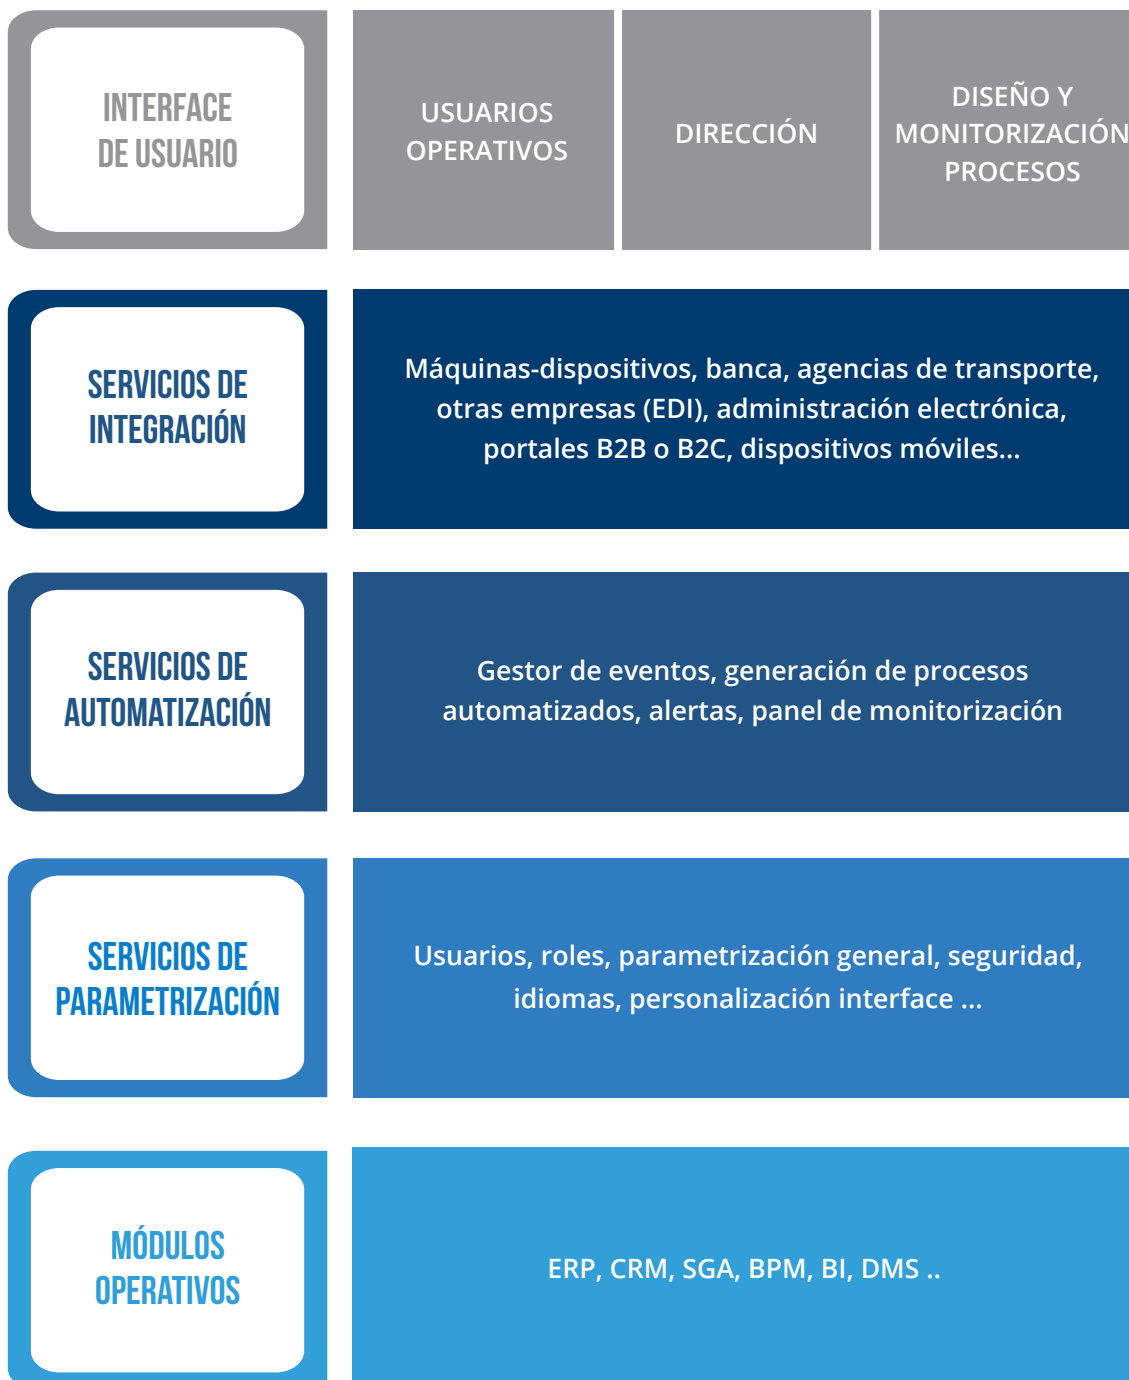 INTERFACE
DE USUARIO
USUARIOS
OPERATIVOS
DIRECCIÓN
DISEÑO Y
MONITORIZACIÓN
PROCESOS
SERVICIOS DE
INTEGRACIÓN
Máquinas-dispositivos, banca, agencias de transporte,
otras empresas (EDI), administración electrónica,
portales B2B o B2C, dispositivos móviles...
SERVICIOS DE
AUTOMATIZACIÓN
Gestor de eventos, generación de procesos
automatizados, alertas, panel de monitorización
SERVICIOS DE
PARAMETRIZACIÓN
Usuarios, roles, parametrización general, seguridad,
idiomas, personalización interface ...
MÓDULOS
OPERATIVOS
ERP, CRM, SGA, BPM, BI, DMS ..